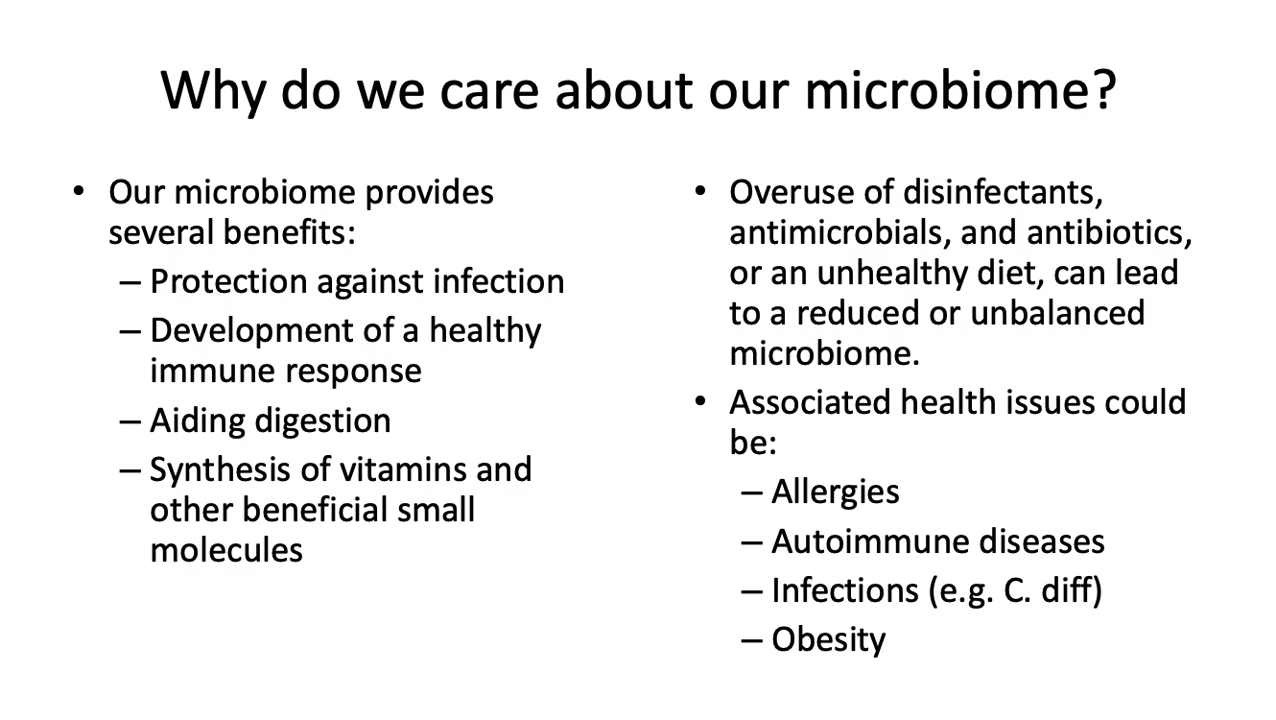 Why do we care about our microbiome?
• Our microbiome provides
several benefits:
– Protection against infection
– Development of a healthy
immune response
– Aiding digestion
– Synthesis of vitamins and
other beneficial small
molecules
• Overuse of disinfectants,
antimicrobials, and antibiotics,
or an unhealthy diet, can lead
to a reduced or unbalanced
microbiome.
• Associated health issues could
be:
– Allergies
– Autoimmune diseases
– Infections (e.g. C. diff)
– Obesity